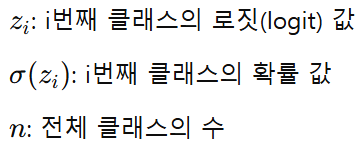 z_i: i번째 클래스의 로짓(logit) 값
σ(z_i): i번째 클래스의 확률 값
n: 전체 클래스의 수